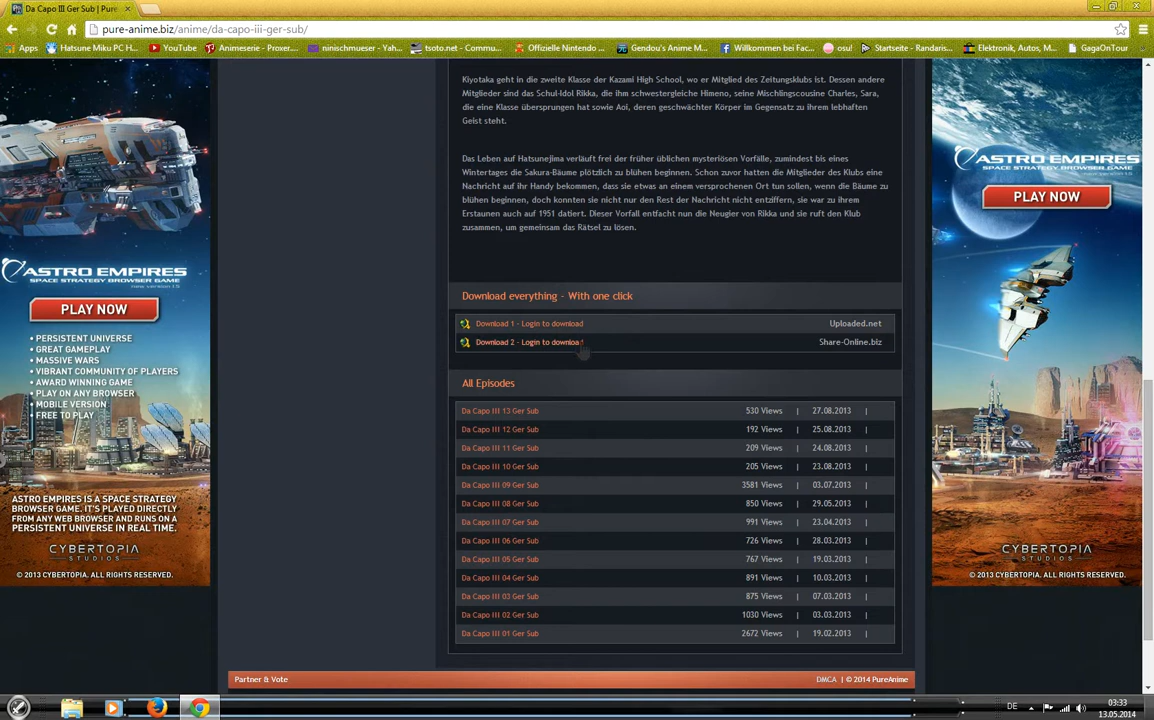 Da Capo III Ger Sub | Pure
pure-anime.biz/anime/da-capo-iii-ger-sub/
Apps
Hatsune Miku PC H...
YouTube
Animeserie - Proxer...
ninischmueser - Yah...
tsoto.net - Commu...
Offizielle Nintendo ...
Gendou's Anime M...
Willkommen bei Fac...
osu!
Startseite - Randaris...
Elektronik, Autos, M...
GagaOnTour
Kiyotaka geht in die zweite Klasse der Kazami High School, wo er Mitglied des Zeitungsklubs ist. Dessen andere
Mitglieder sind das Schul-Idol Rikka, die ihm schwestergleiche Himeno, seine Mischlingscousine Charles, Sara,
die eine Klasse übersprungen hat sowie Aoi, deren geschwächter Körper im Gegensatz zu ihrem lebhaften
Geist steht.
Das Leben auf Hatsunejima verläuft frei der früher üblichen mysteriösen Vorfälle, zumindest bis eines
Wintertages die Sakura-Bäume plötzlich zu blühen beginnen. Schon zuvor hatten die Mitglieder des Klubs eine
Nachricht auf ihr Handy bekommen, dass sie etwas an einem versprochenen Ort tun sollen, wenn die Bäume zu
blühen beginnen, doch konnten sie nicht nur den Rest der Nachricht nicht entziffern, sie war zu ihrem
Erstaunen auch auf 1951 datiert. Dieser Vorfall entfacht nun die Neugier von Rikka und sie ruft den Klub
zusammen, um gemeinsam das Rätsel zu lösen.
Download everything - With one click
Download 1 - Login to download Uploaded.net
Download 2 - Login to download Share-Online.biz
All Episodes
Da Capo III 13 Ger Sub 530 Views | 27.08.2013 |
Da Capo III 12 Ger Sub 192 Views | 25.08.2013 |
Da Capo III 11 Ger Sub 209 Views | 24.08.2013 |
Da Capo III 10 Ger Sub 205 Views | 23.08.2013 |
Da Capo III 09 Ger Sub 3581 Views | 03.07.2013 |
Da Capo III 08 Ger Sub 850 Views | 29.05.2013 |
Da Capo III 07 Ger Sub 991 Views | 23.04.2013 |
Da Capo III 06 Ger Sub 726 Views | 28.03.2013 |
Da Capo III 05 Ger Sub 767 Views | 19.03.2013 |
Da Capo III 04 Ger Sub 891 Views | 10.03.2013 |
Da Capo III 03 Ger Sub 875 Views | 07.03.2013 |
Da Capo III 02 Ger Sub 1030 Views | 03.03.2013 |
Da Capo III 01 Ger Sub 2672 Views | 19.02.2013 |
Partner & Vote
DMCA | © 2014 PureAnime
ASTRO EMPIRES
SPACE STRATEGY BROWSER GAME
PLAY NOW
• PERSISTENT UNIVERSE
• GREAT GAMEPLAY
• MASSIVE WARS
• VIBRANT COMMUNITY OF PLAYERS
• AWARD WINNING GAME
• PLAY ON ANY BROWSER
• MOBILE VERSION
• FREE TO PLAY
ASTRO EMPIRES IS A SPACE STRATEGY
BROWSER GAME. IT'S PLAYED DIRECTLY
FROM ANY WEB BROWSER AND RUNS ON A
PERSISTENT UNIVERSE IN REAL TIME.
CYBERTOPIA
STUDIOS
© 2013 CYBERTOPIA. ALL RIGHTS RESERVED.
ASTRO EMPIRES
SPACE STRATEGY BROWSER GAME
PLAY NOW
CYBERTOPIA
STUDIOS
© 2013 CYBERTOPIA. ALL RIGHTS RESERVED.
DE
03:33
13.05.2014